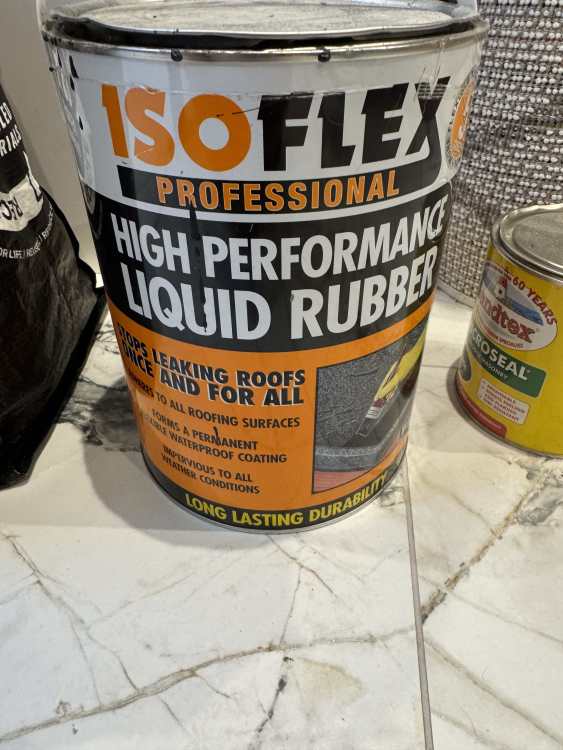 ISOFLEX
PROFESSIONAL
HIGH PERFORMANCE
LIQUID RUBBER
STOPS LEAKING ROOFS
ONCE AND FOR ALL
TO ALL ROOFING SURFACES
FORMS A PERMANENT
WATERPROOF COATING
IMPERVIOUS TO ALL
WEATHER CONDITIONS
LONG LASTING DURABILITY
60 YEARS
MASONRY